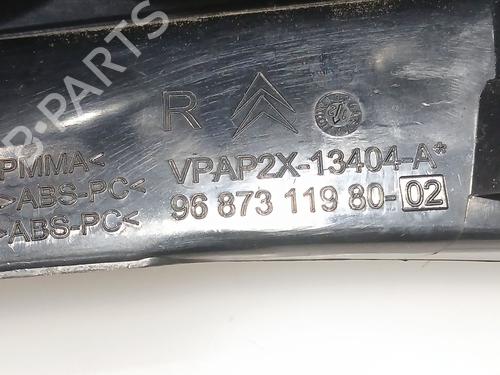 R
PMMA< VPAP2X-13404-A*
>ABS-PC< 96 873 119 80-02
>ABS-PC<
B-PARTS